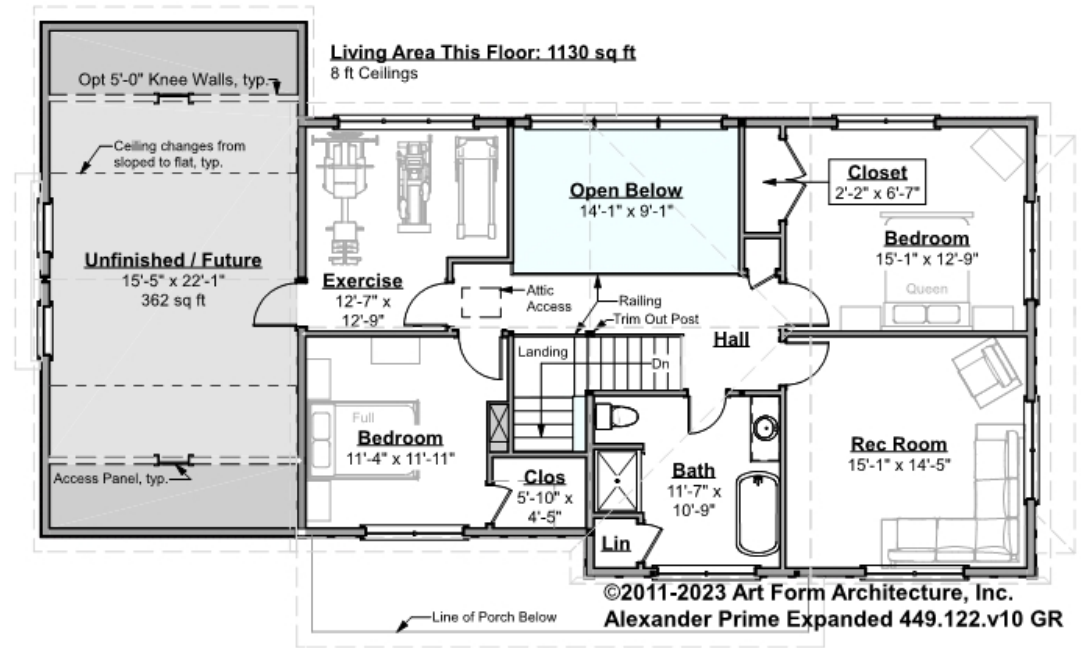 Living Area This Floor: 1130 sq ft
8 ft Ceilings
Opt 5'-0" Knee Walls, typ.
Ceiling changes from
sloped to flat, typ.
Unfinished / Future
15'-5" x 22'-1"
362 sq ft
Exercise
12'-7" x
12'-9"
Open Below
14'-1" x 9'-1"
Closet
2'-2" x 6'-7"
Bedroom
15'-1" x 12'-9"
Queen
Attic
Access
Railing
Trim Out Post
Hall
Landing
Dn
Full
Bedroom
11'-4" x 11'-11"
Clos
5'-10" x
4'-5"
Bath
11'-7" x
10'-9"
Lin
Rec Room
15'-1" x 14'-5"
Access Panel, typ.
Line of Porch Below
©2011-2023 Art Form Architecture, Inc.
Alexander Prime Expanded 449.122.v10 GR